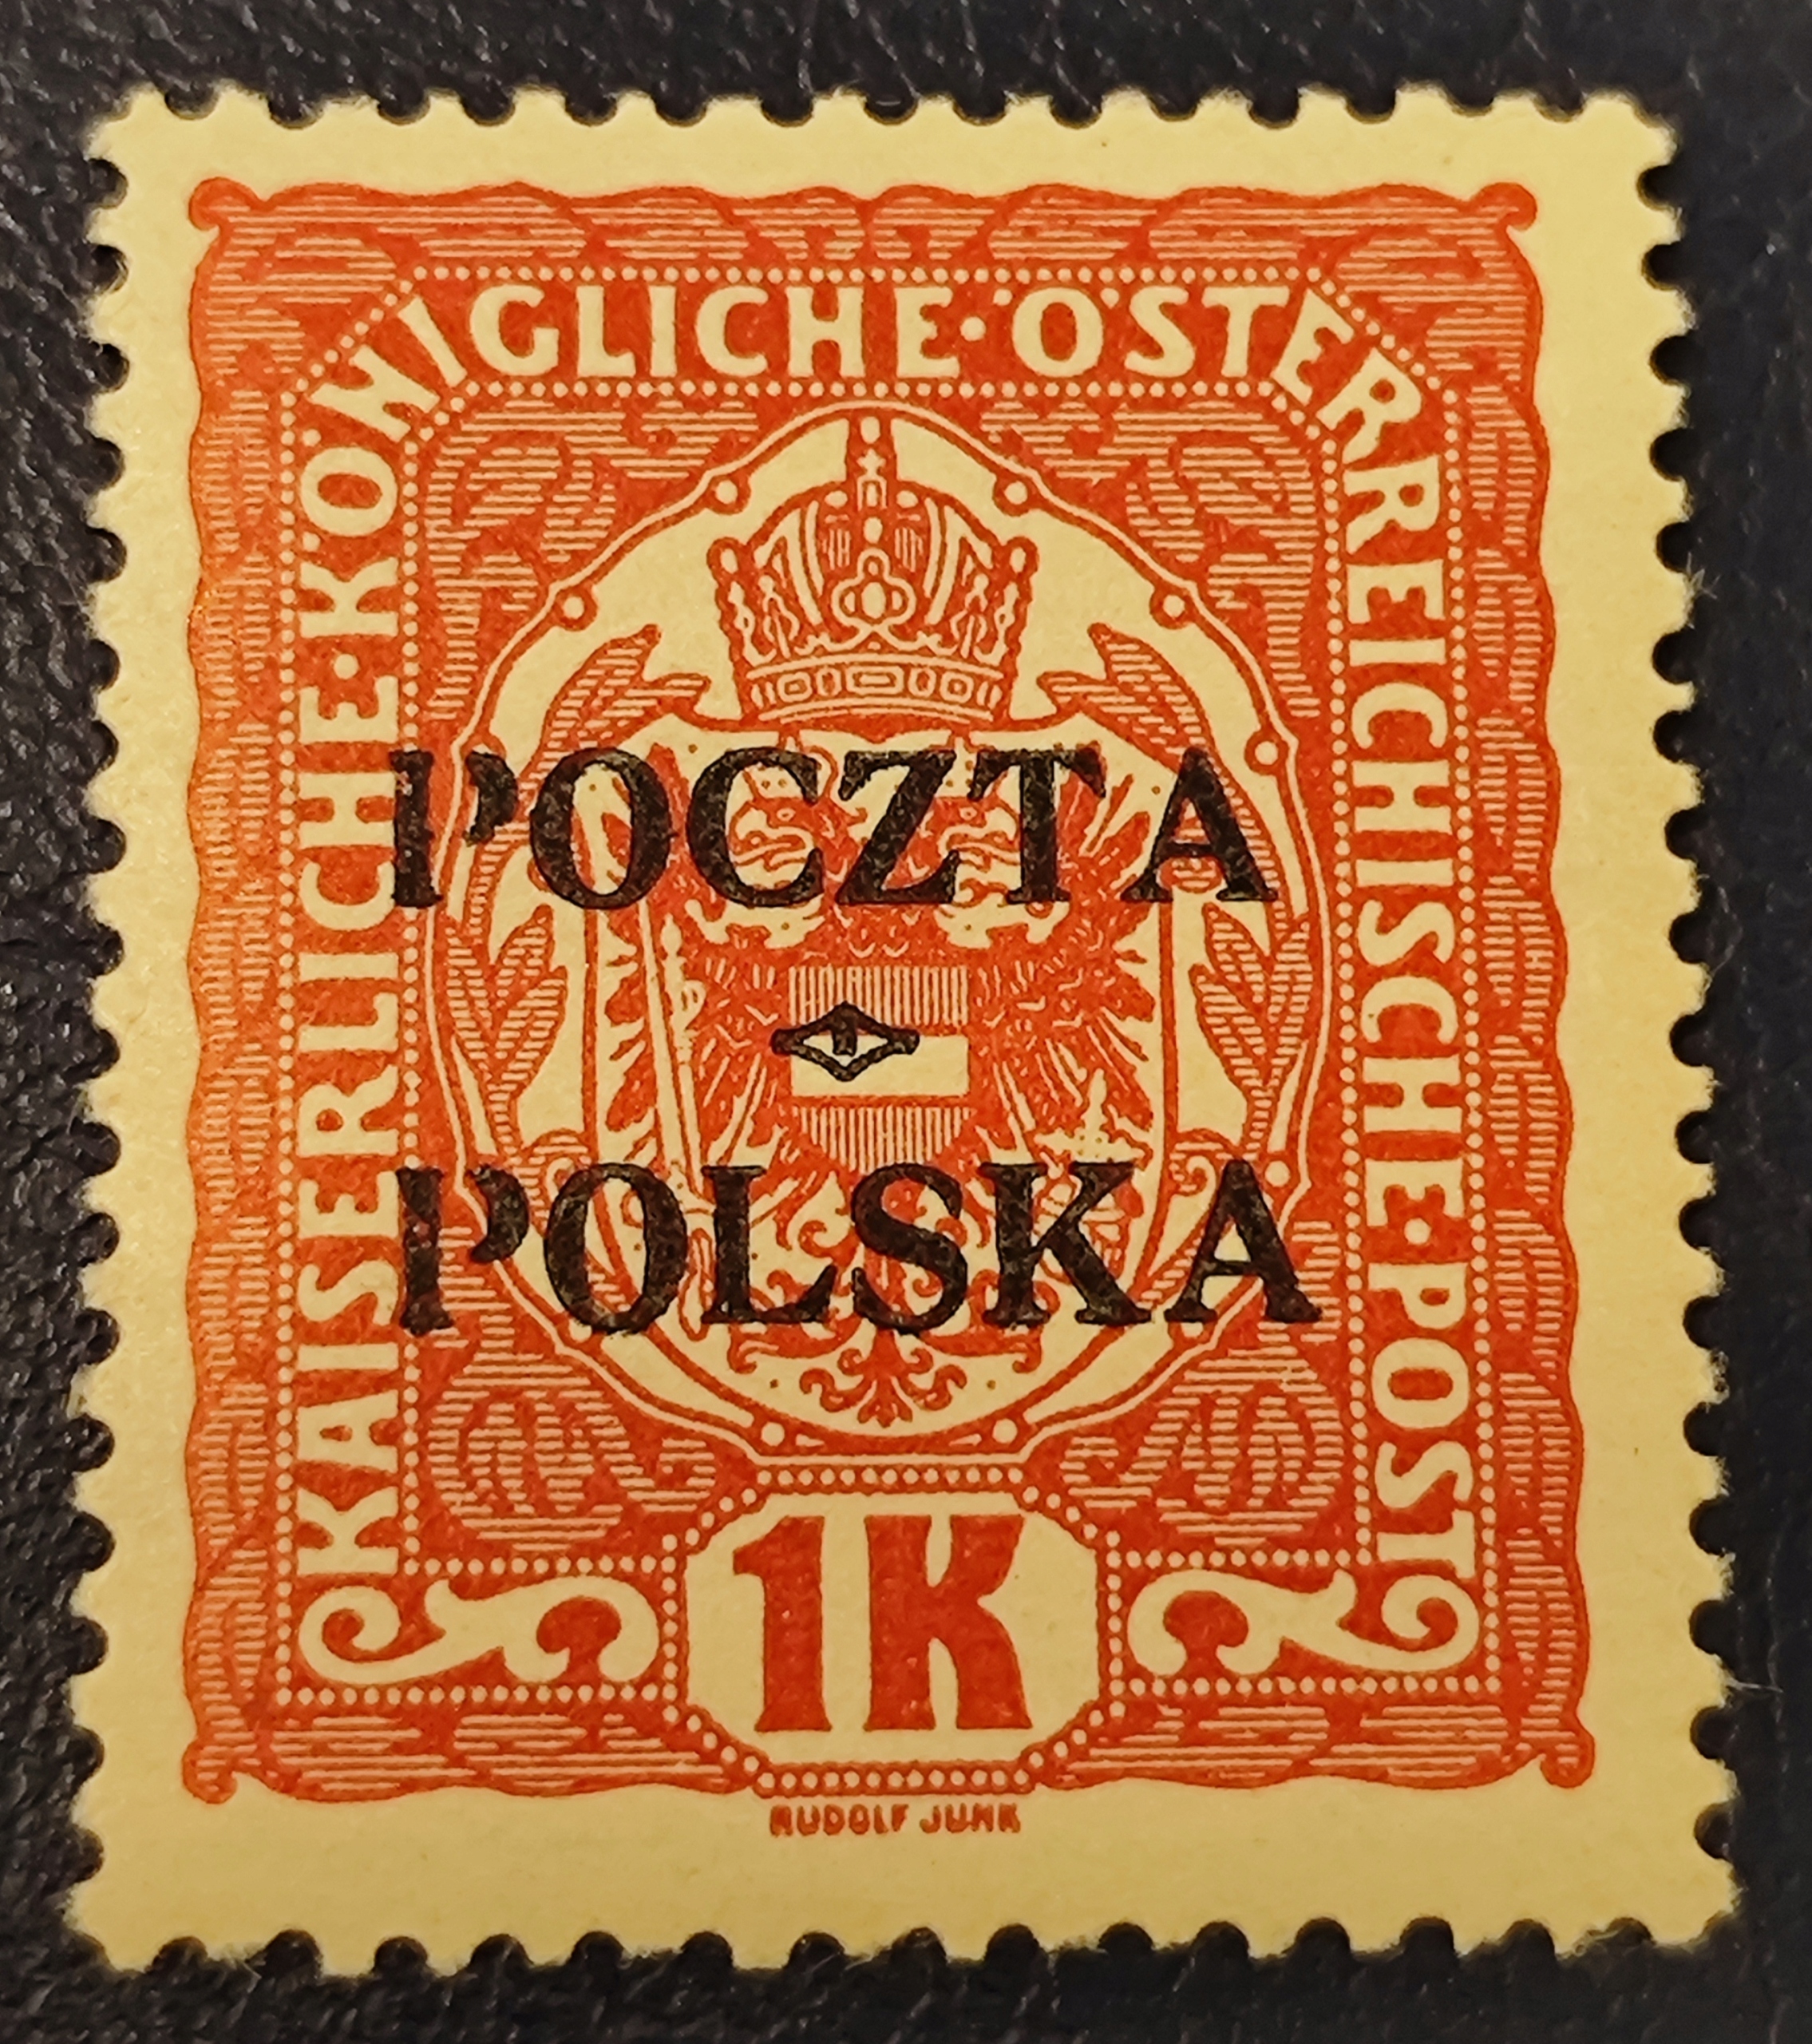 KAISERLICHE·KÖNIGLICHE·ÖSTERREICHISCHE·POST
POCZTA
POLSKA
1K
RUDOLF JUNK